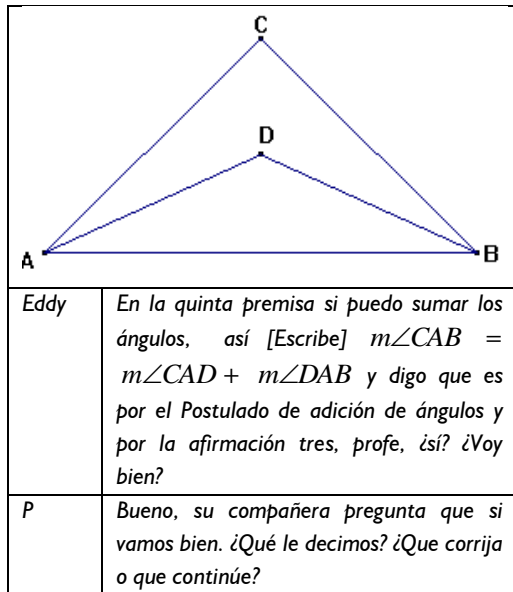 C
D
A
B
Eddy
En la quinta premisa si puedo sumar los
ángulos, así [Escribe] m∠CAB =
m∠CAD + m∠DAB y digo que es
por el Postulado de adición de ángulos y
por la afirmación tres, profe, ¿sí? ¿Voy
bien?
P
Bueno, su compañera pregunta que si
vamos bien. ¿Qué le decimos? ¿Que corrija
o que continúe?